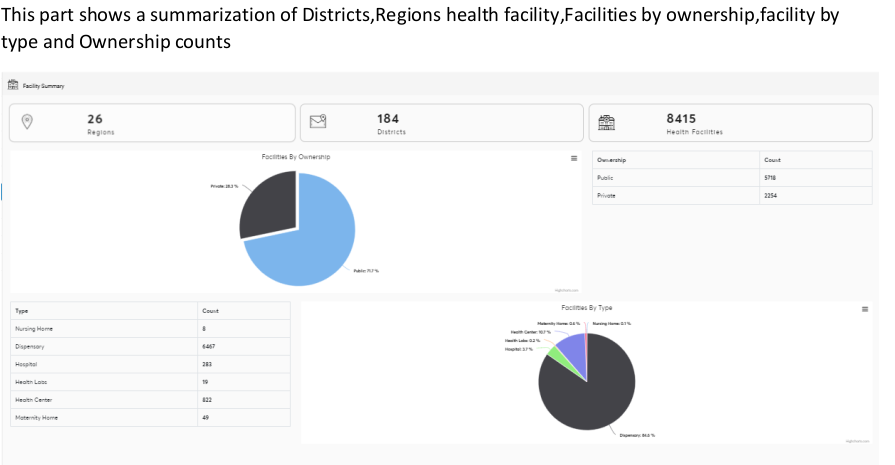 This part shows a summarization of Districts,Regions health facility,Facilities by ownership,facility by
type and Ownership counts
Facility Summary
26
Regions
184
Districts
8415
Health Facilities
Facilities By Ownership
Private: 28.3 %
Public: 71.7 %
highcharts.com
Ownership Count
Public 5718
Private 2254
Type Count
Nursing Home 8
Dispensary 6467
Hospital 283
Health Labs 19
Health Center 822
Maternity Home 49
Facilities By Type
Maternity Home: 0.6 %
Nursing Home: 0.1 %
Health Center: 10.7 %
Health Labs: 0.2 %
Hospital: 3.7 %
Dispensary: 84.6 %
highcharts.com